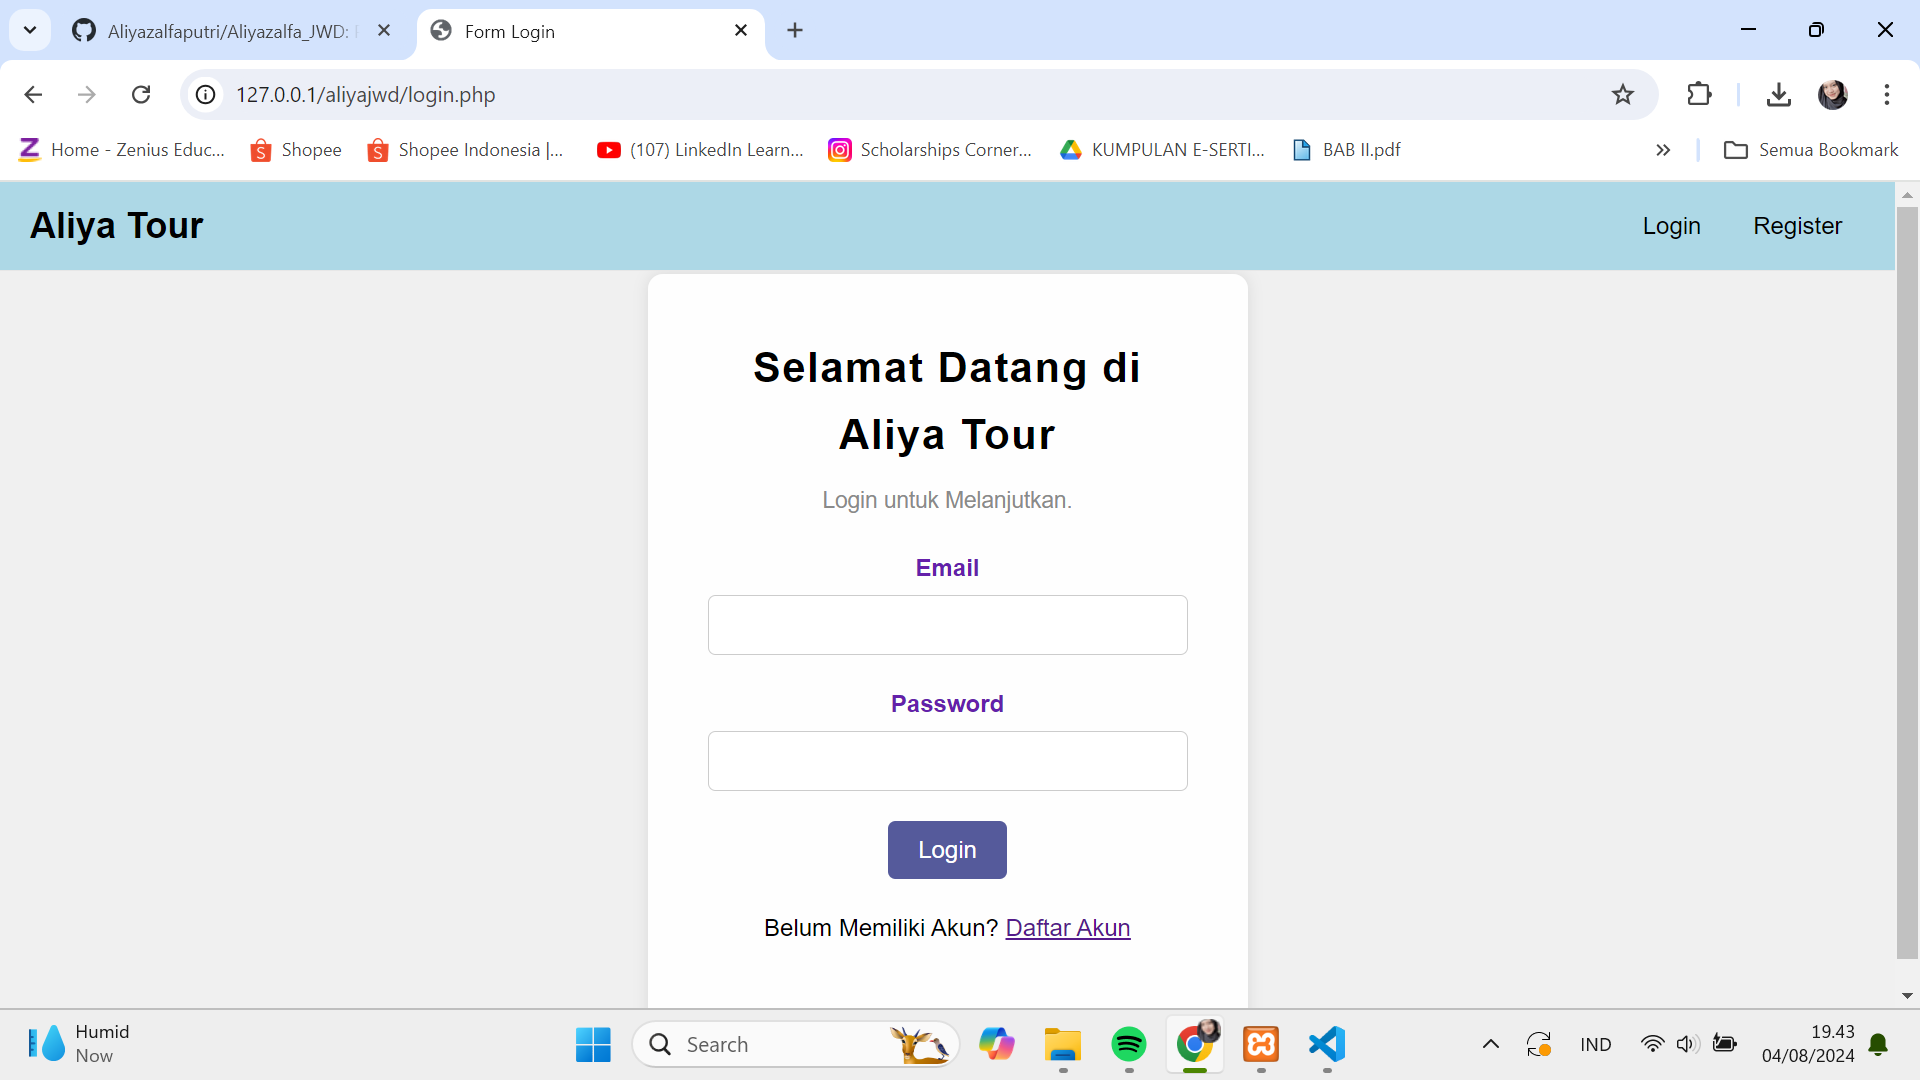 Aliyazalfaputri/Aliyazalfa_JWD:
Form Login
127.0.0.1/aliyajwd/login.php
Home - Zenius Educ...
Shopee
Shopee Indonesia |...
(107) LinkedIn Learn...
Scholarships Corner...
KUMPULAN E-SERTI...
BAB II.pdf
Semua Bookmark
Aliya Tour
Login
Register
Selamat Datang di
Aliya Tour
Login untuk Melanjutkan.
Email
Password
Login
Belum Memiliki Akun? Daftar Akun
Humid
Now
Search
IND
19.43
04/08/2024